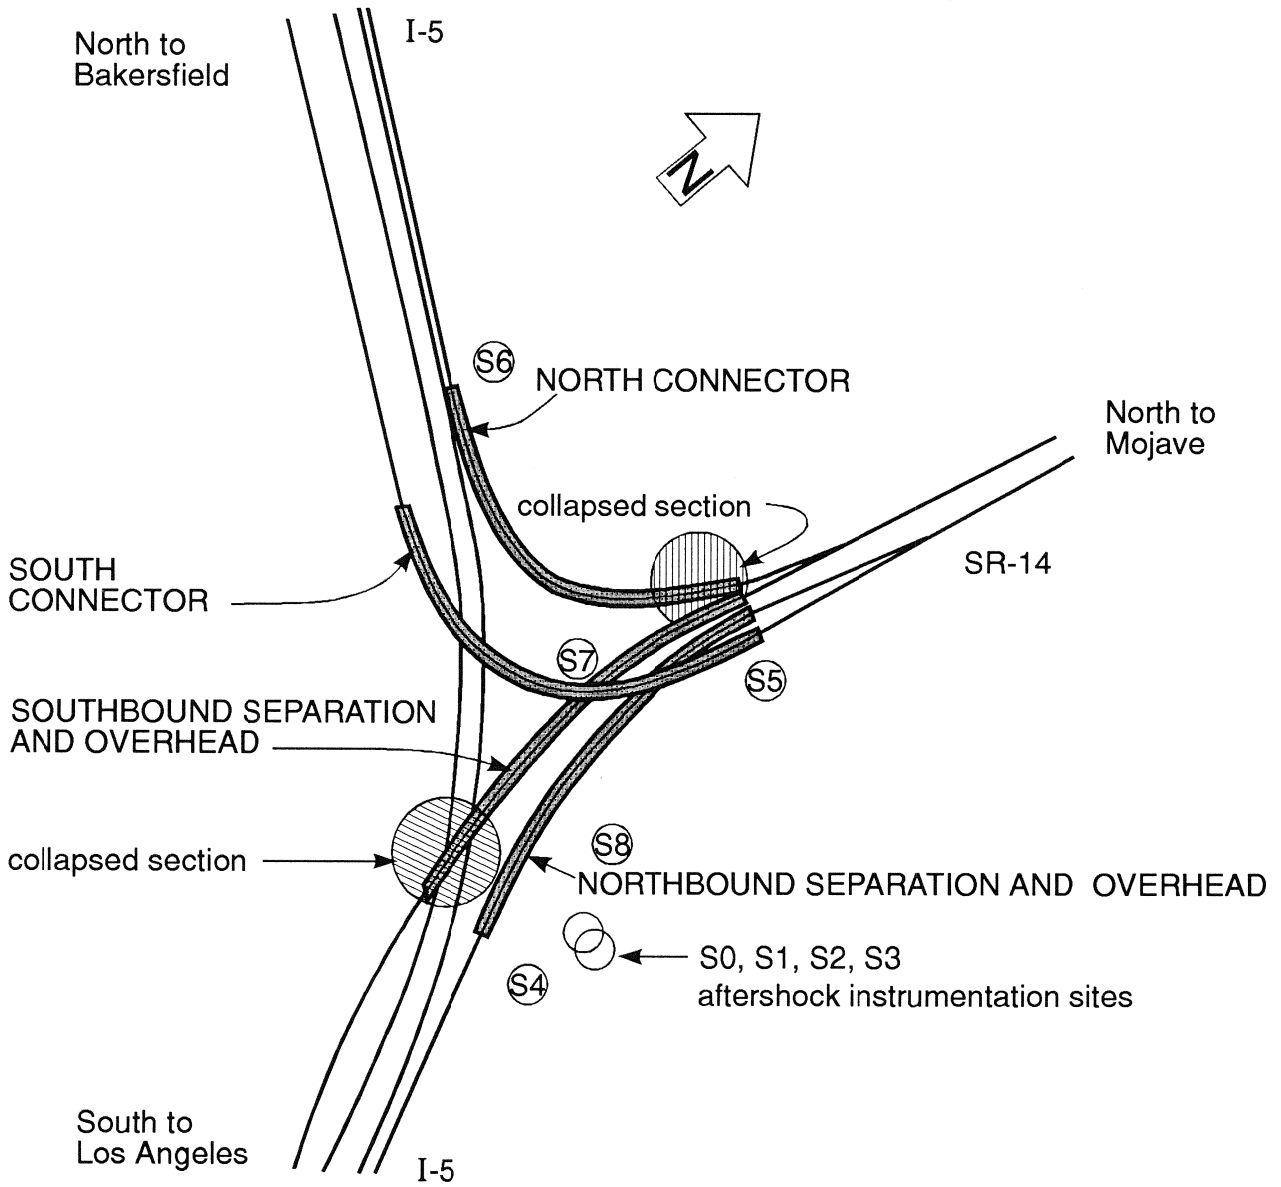 North to
Bakersfield
I-5
N
S6
NORTH CONNECTOR
North to
Mojave
collapsed section
SOUTH
CONNECTOR
SR-14
S7
S5
SOUTHBOUND SEPARATION
AND OVERHEAD
collapsed section
S8
NORTHBOUND SEPARATION AND OVERHEAD
S0, S1, S2, S3
aftershock instrumentation sites
S4
South to
Los Angeles
I-5